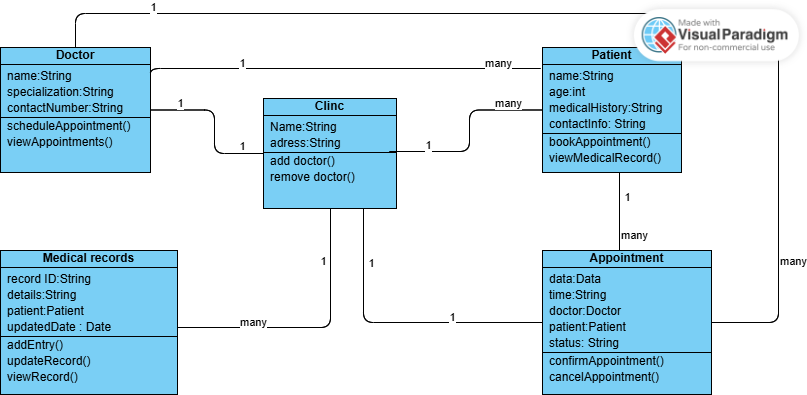 1
Made with
Visual Paradigm
For non-commercial use
Doctor
name:String
specialization:String
contactNumber:String
scheduleAppointment()
viewAppointments()
1
many
1
1
Clinc
Name:String
adress:String
add doctor()
remove doctor()
many
1
Patient
name:String
age:int
medicalHistory:String
contactInfo: String
bookAppointment()
viewMedicalRecord()
1
many
Medical records
record ID:String
details:String
patient:Patient
updatedDate : Date
addEntry()
updateRecord()
viewRecord()
1
many
1
1
Appointment
data:Data
time:String
doctor:Doctor
patient:Patient
status: String
confirmAppointment()
cancelAppointment()
many